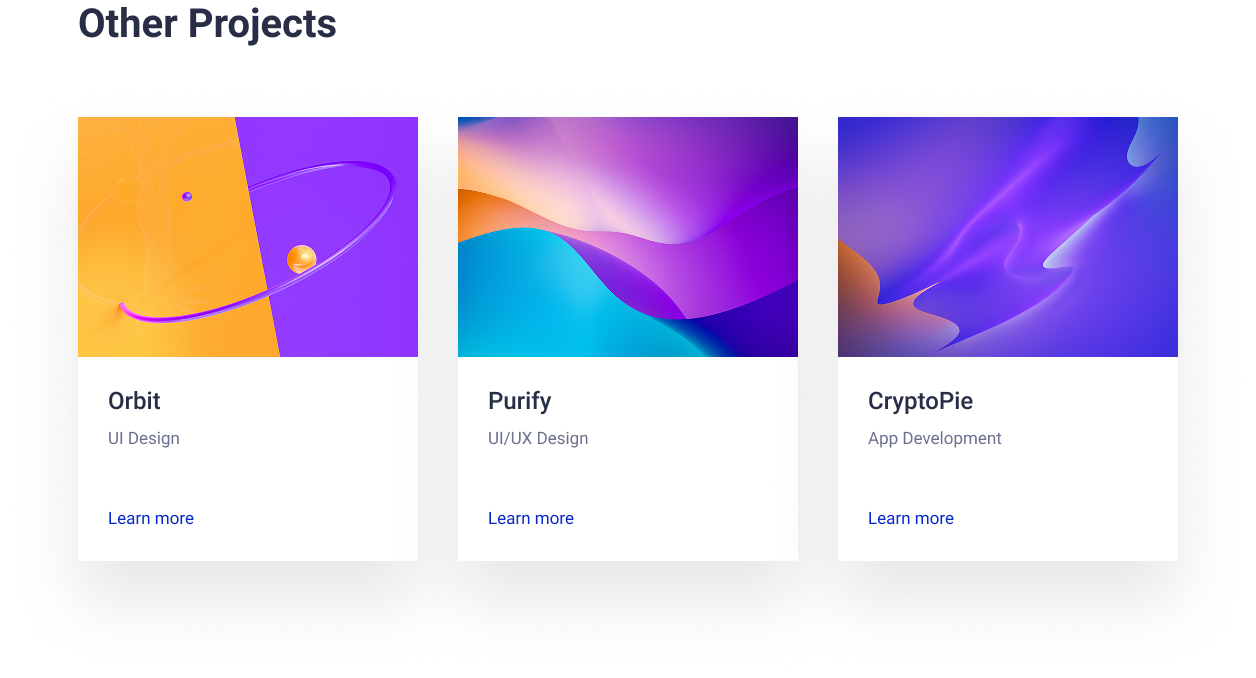 Other Projects
Orbit
UI Design
Learn more
Purify
UI/UX Design
Learn more
CryptoPie
App Development
Learn more